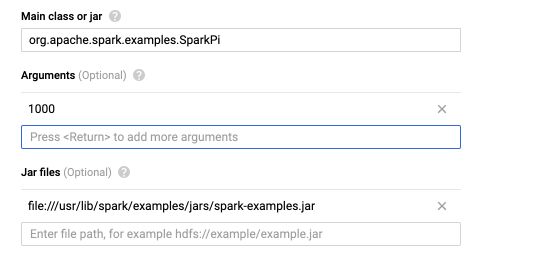 Main class or jar ?
org.apache.spark.examples.SparkPi
Arguments (Optional) ?
1000
Press <Return> to add more arguments
Jar files (Optional) ?
file:///usr/lib/spark/examples/jars/spark-examples.jar
Enter file path, for example hdfs://example/example.jar